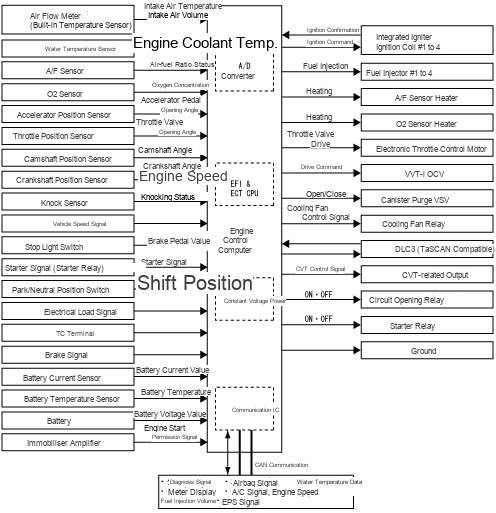 Intake Air Temperature
Air Flow Meter
(Built-in Temperature Sensor)
Intake Air Volume
Water Temperature Sensor
Engine Coolant Temp.
A/F Sensor
Air-fuel Ratio Status
O2 Sensor
Oxygen Concentration
Accelerator Position Sensor
Accelerator Pedal
Opening Angle
Throttle Position Sensor
Throttle Valve
Opening Angle
Camshaft Position Sensor
Camshaft Angle
Crankshaft Position Sensor
Crankshaft Angle
Engine Speed
Knock Sensor
Knocking Status
Vehicle Speed Signal
Stop Light Switch
Brake Pedal Value
Starter Signal (Starter Relay)
Starter Signal
Park/Neutral Position Switch
Shift Position
Electrical Load Signal
TC Terminal
Brake Signal
Battery Current Sensor
Battery Current Value
Battery Temperature Sensor
Battery Temperature
Battery
Battery Voltage Value
Immobiliser Amplifier
Engine Start
Permission Signal
A/D
Converter
EFI &
ECT CPU
Engine
Control
Computer
Constant Voltage Power
Communication IC
Ignition Confirmation
Ignition Command
Integrated Igniter
Ignition Coil #1 to 4
Fuel Injection
Fuel Injector #1 to 4
Heating
A/F Sensor Heater
Heating
O2 Sensor Heater
Throttle Valve
Drive
Electronic Throttle Control Motor
Drive Command
VVT-i OCV
Open/Close
Canister Purge VSV
Cooling Fan
Control Signal
Cooling Fan Relay
DLC3 (TaSCAN Compatible)
CVT Control Signal
CVT-related Output
ON・OFF
Circuit Opening Relay
ON・OFF
Starter Relay
Ground
CAN Communication
・Diagnosis Signal ・Airbag Signal Water Temperature Data
・Meter Display ・A/C Signal, Engine Speed
Fuel Injection Volume ・EPS Signal